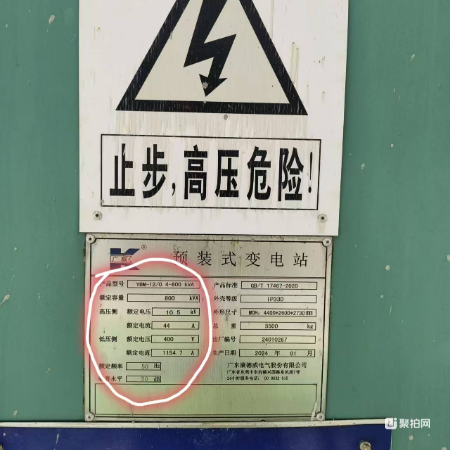 止步,高压危险!
预装式变电站
产品型号 YBM-12/0.4-800 kVA 产品标准 GB/T 17467-2020
额定容量 800 kVA 外壳等级 IP33D
高压侧 额定电压 10.5 kV 外形尺寸
额定电流 44 A 总 重 5500 kg
低压侧 额定电压 400 V 出厂编号 24010267
额定电流 1154.7 A 生产日期 2024 年 01 月
额定频率 50 Hz
聚拍网